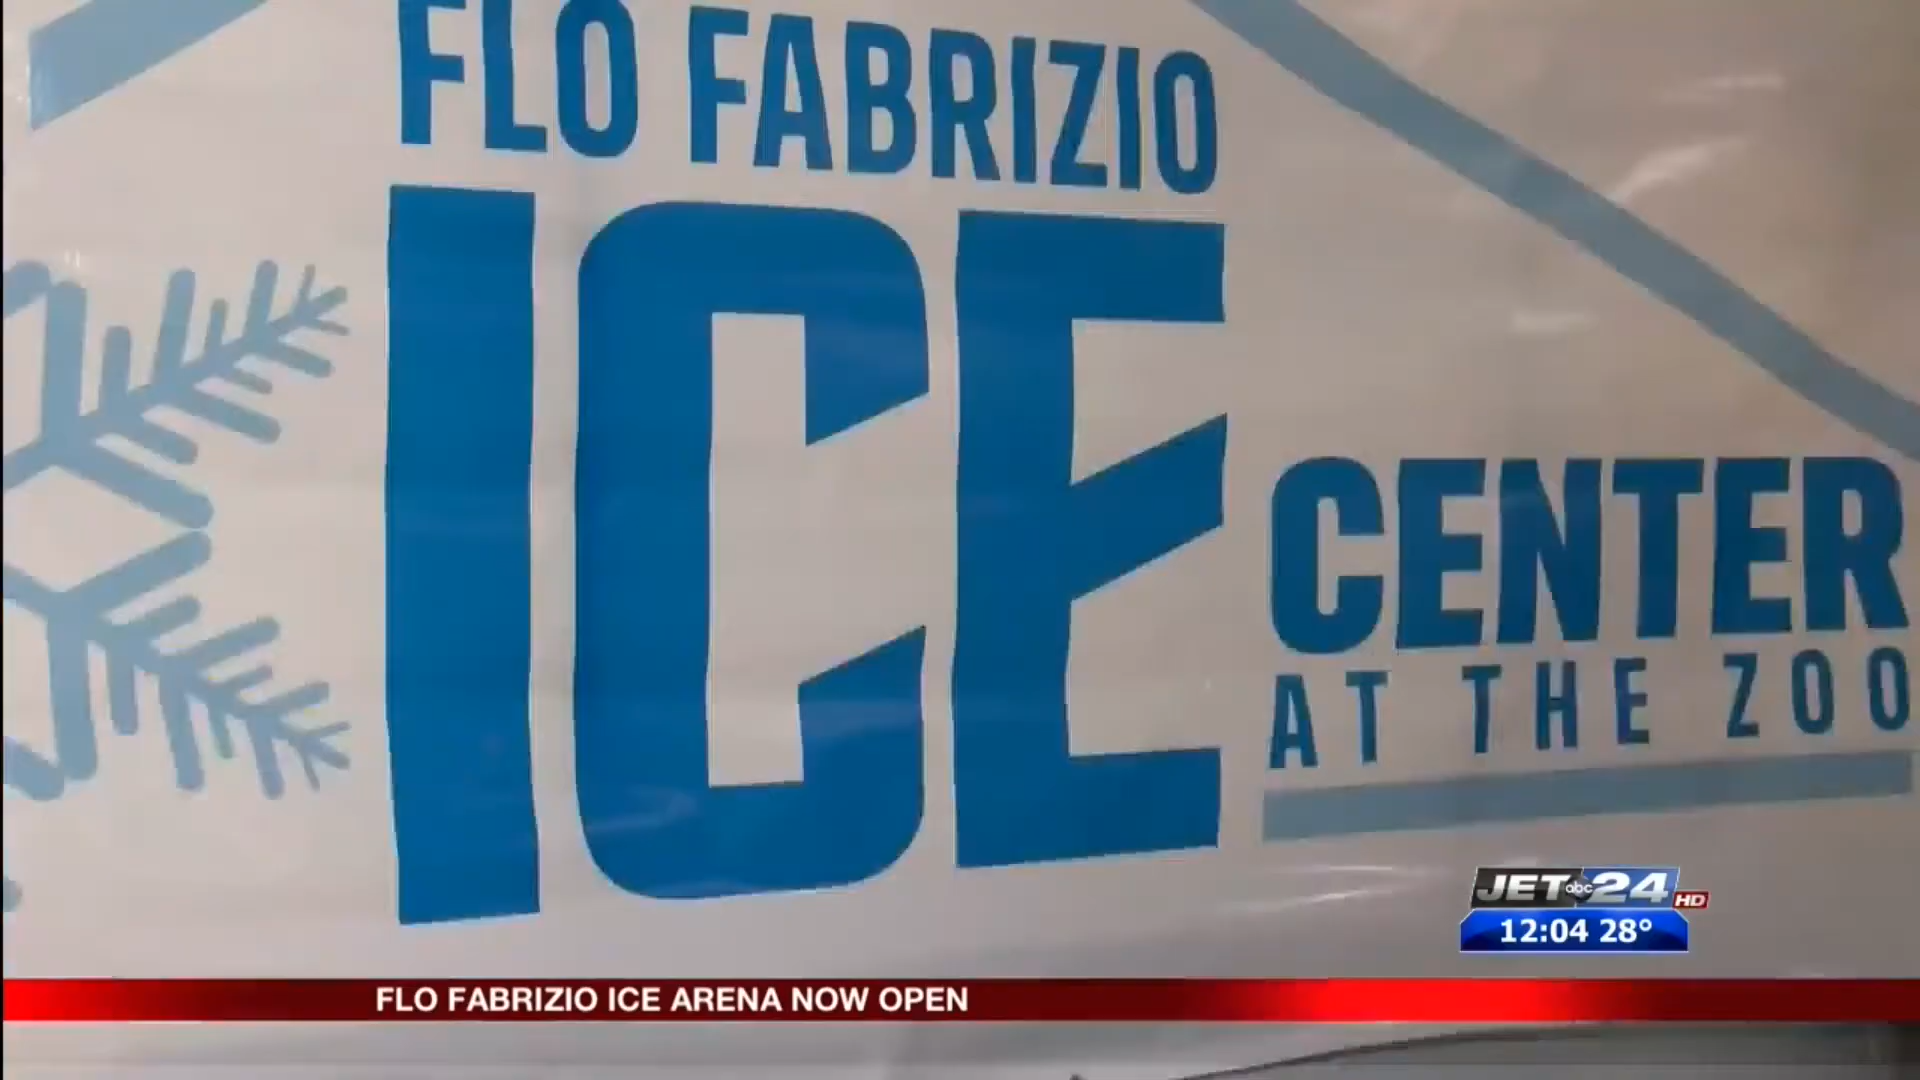 FLO FABRIZIO
ICE
CENTER
AT THE ZOO
JET abc 24 HD
12:04 28°
FLO FABRIZIO ICE ARENA NOW OPEN